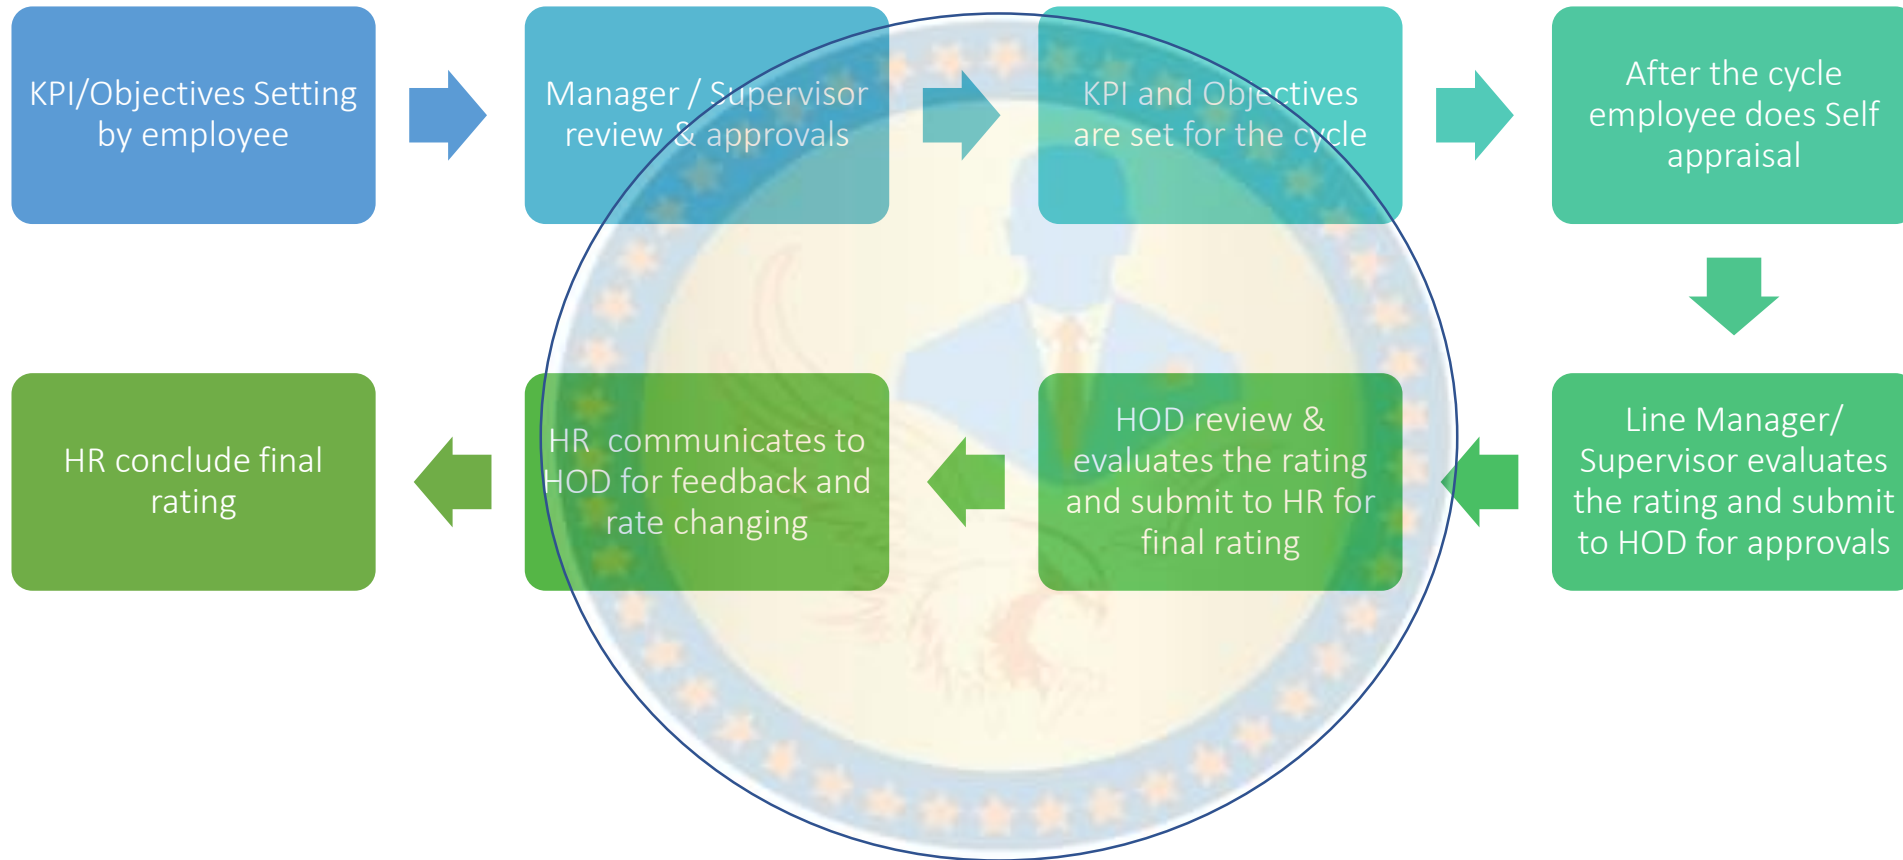 KPI/Objectives Setting
by employee
Manager / Supervisor
review & approvals
KPI and Objectives
are set for the cycle
After the cycle
employee does Self
appraisal
Line Manager/
Supervisor evaluates
the rating and submit
to HOD for approvals
HOD review &
evaluates the rating
and submit to HR for
final rating
HR  communicates to
HOD for feedback and
rate changing
HR conclude final
rating